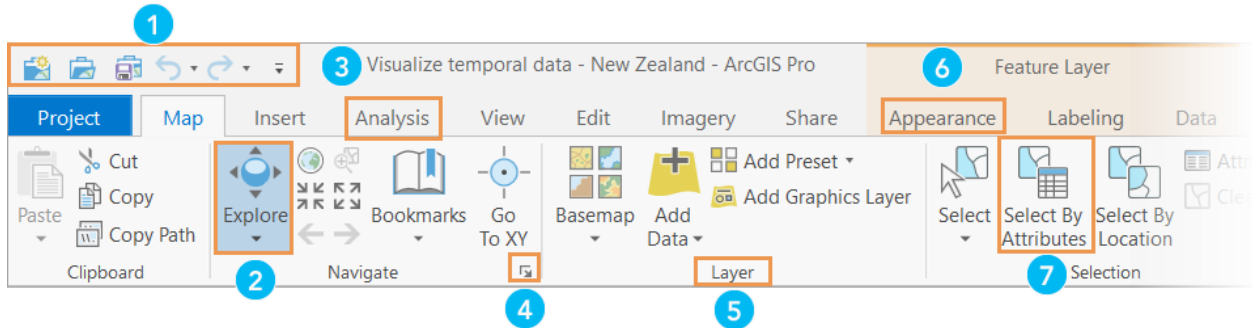 1
3
Visualize temporal data - New Zealand - ArcGIS Pro
6
Feature Layer
Project Map Insert Analysis View Edit Imagery Share Appearance Labeling Data
Cut
Copy
Copy Path
Paste
Explore
Bookmarks
Go
To XY
Basemap
Add
Data
Add Preset
Add Graphics Layer
Select
Select By
Attributes
Select By
Location
Clipboard
2
Navigate
4
Layer
5
7
Selection